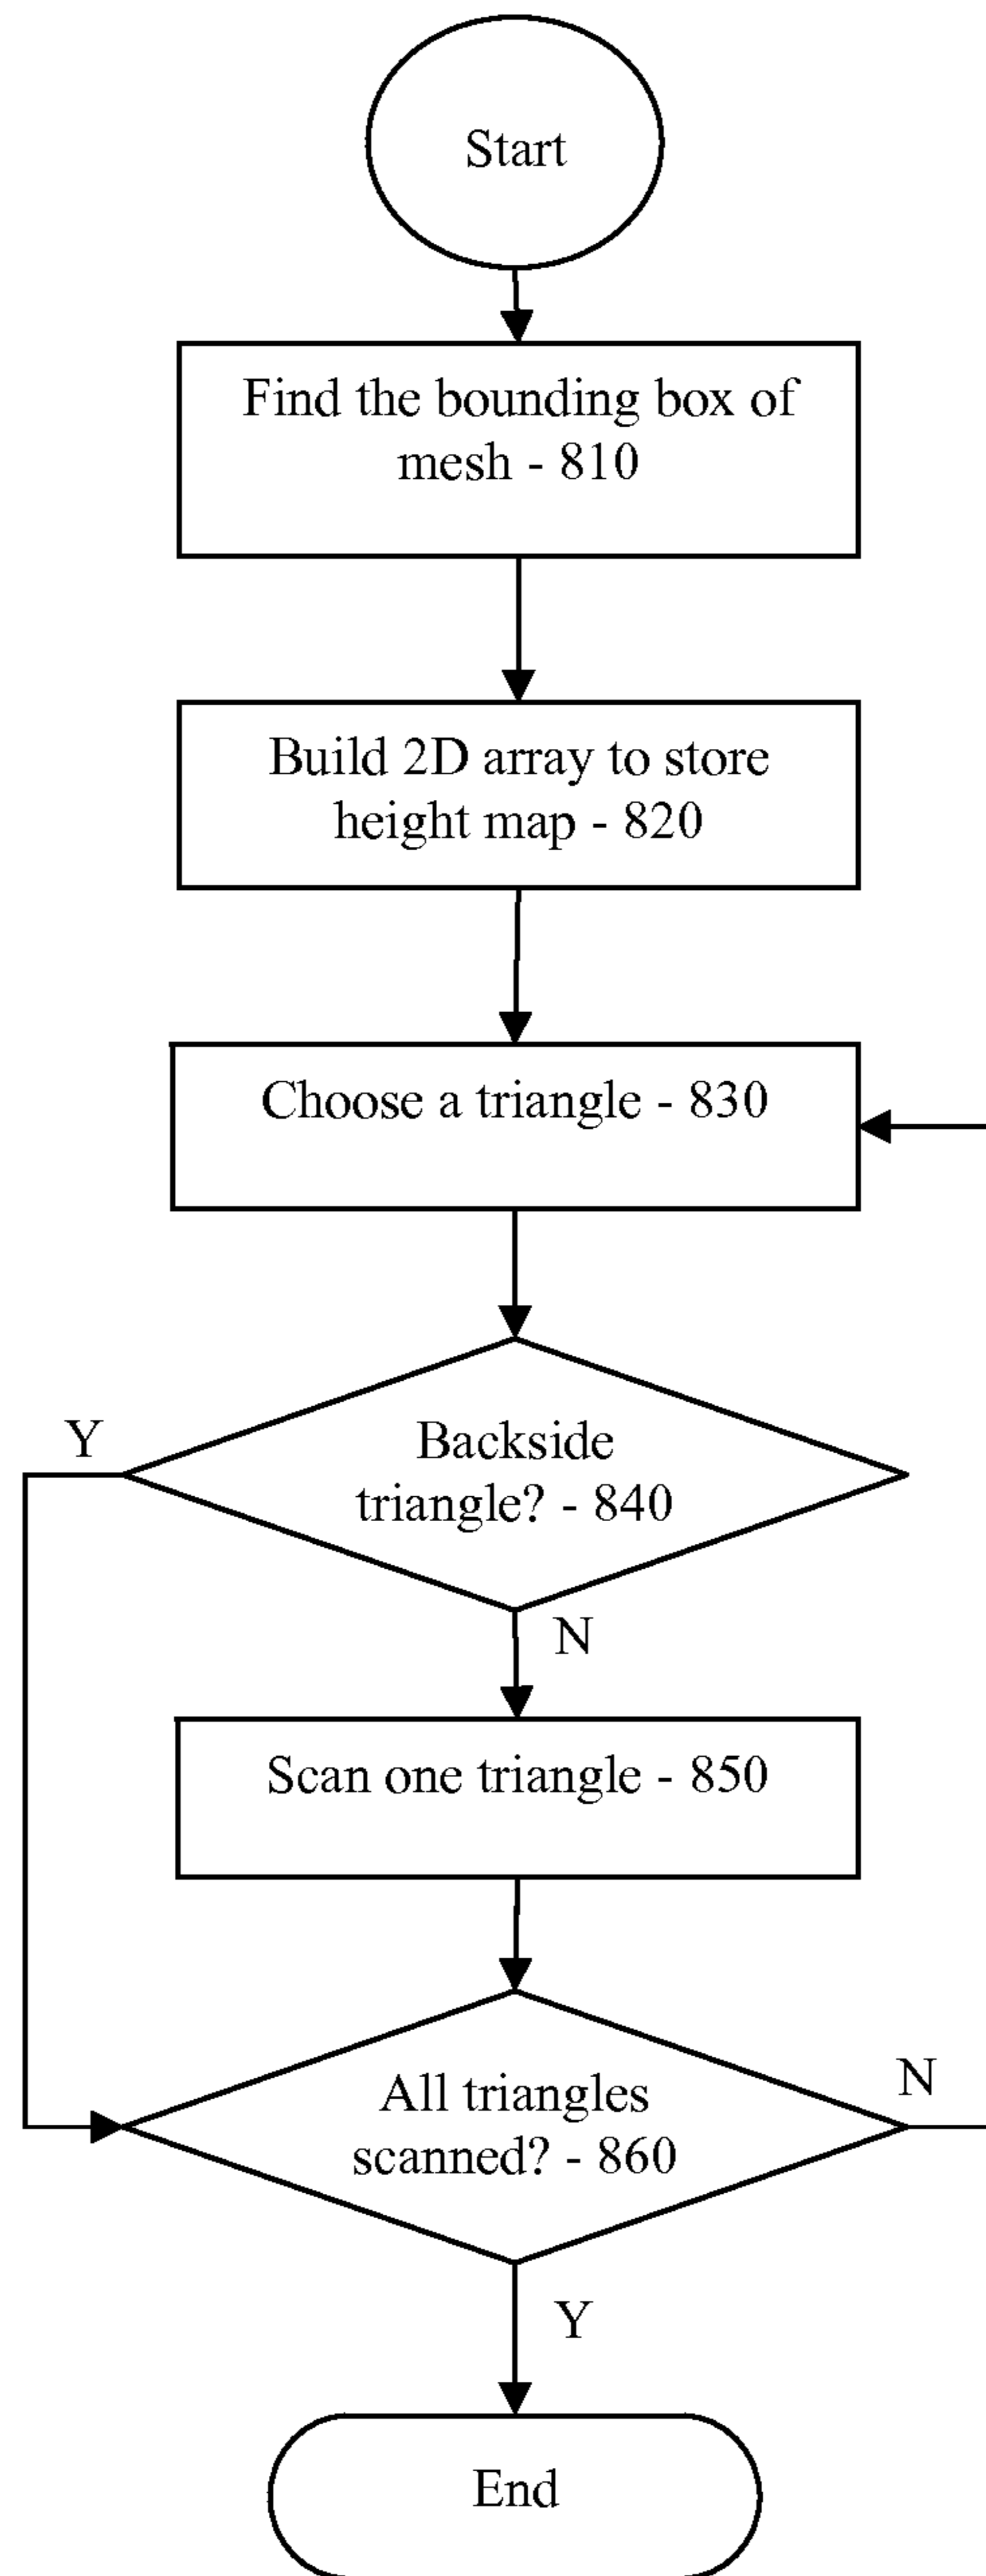 Start
Find the bounding box of
mesh - 810
Build 2D array to store
height map - 820
Choose a triangle - 830
Y
Backside
triangle? - 840
N
Scan one triangle - 850
All triangles
scanned? - 860
N
Y
End